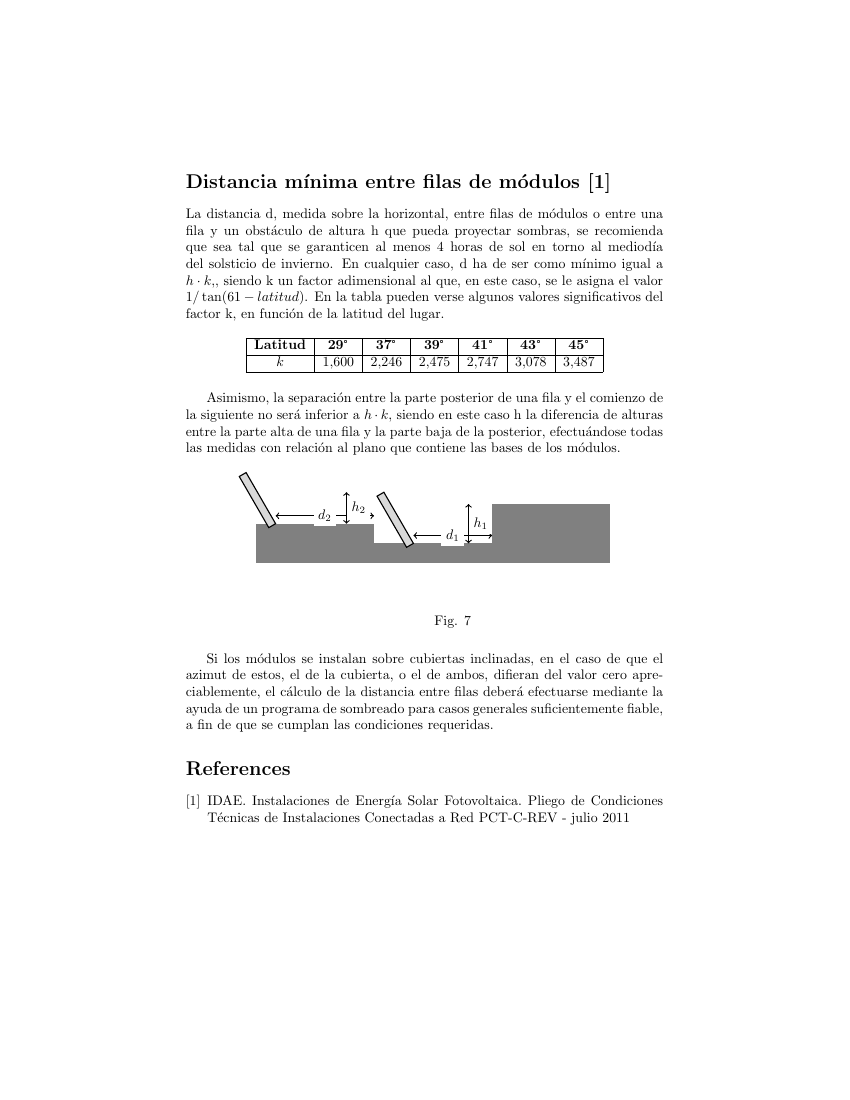 Distancia mínima entre filas de módulos [1]
La distancia d, medida sobre la horizontal, entre filas de módulos o entre una
fila y un obstáculo de altura h que pueda proyectar sombras, se recomienda
que sea tal que se garanticen al menos 4 horas de sol en torno al mediodía
del solsticio de invierno. En cualquier caso, d ha de ser como mínimo igual a
h · k,, siendo k un factor adimensional al que, en este caso, se le asigna el valor
1/ tan(61 − latitud). En la tabla pueden verse algunos valores significativos del
factor k, en función de la latitud del lugar.
Latitud 29° 37° 39° 41° 43° 45°
k 1,600 2,246 2,475 2,747 3,078 3,487
Asimismo, la separación entre la parte posterior de una fila y el comienzo de
la siguiente no será inferior a h · k, siendo en este caso h la diferencia de alturas
entre la parte alta de una fila y la parte baja de la posterior, efectuándose todas
las medidas con relación al plano que contiene las bases de los módulos.
d₂ h₂
d₁ h₁
Fig. 7
Si los módulos se instalan sobre cubiertas inclinadas, en el caso de que el
azimut de estos, el de la cubierta, o el de ambos, difieran del valor cero apre-
ciablemente, el cálculo de la distancia entre filas deberá efectuarse mediante la
ayuda de un programa de sombreado para casos generales suficientemente fiable,
a fin de que se cumplan las condiciones requeridas.
References
[1] IDAE. Instalaciones de Energía Solar Fotovoltaica. Pliego de Condiciones
Técnicas de Instalaciones Conectadas a Red PCT-C-REV - julio 2011